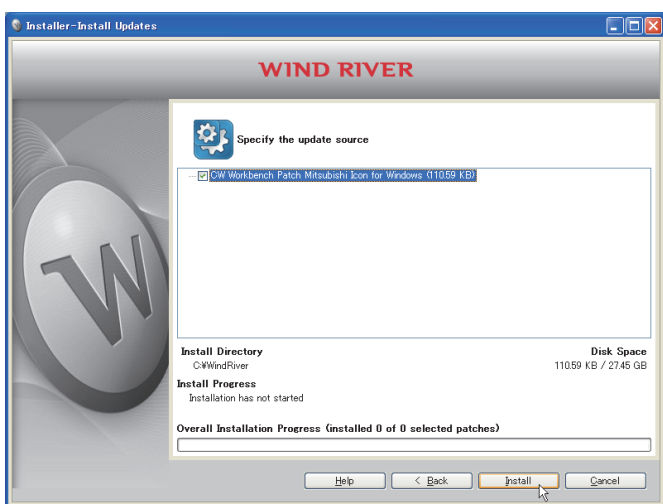 Installer-Install Updates
WIND RIVER
Specify the update source
CW Workbench Patch Mitsubishi Icon for Windows (110.59 KB)
Install Directory
Disk Space
C:¥WindRiver
110.59 KB / 27.45 GB
Install Progress
Installation has not started
Overall Installation Progress (installed 0 of 0 selected patches)
Help
< Back
Install
Cancel